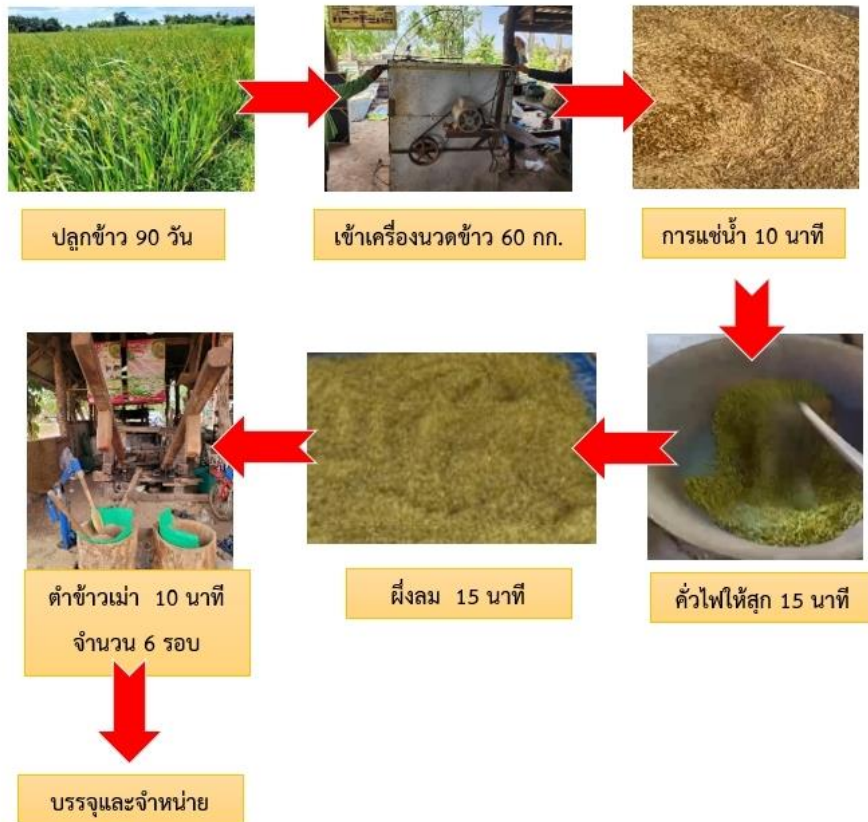 ปลูกข้าว 90 วัน
เข้าเครื่องนวดข้าว 60 กก.
การแช่น้ำ 10 นาที
คั่วไฟให้สุก 15 นาที
ผึ่งลม 15 นาที
ตำข้าวเม่า 10 นาที
จำนวน 6 รอบ
บรรจุและจำหน่าย